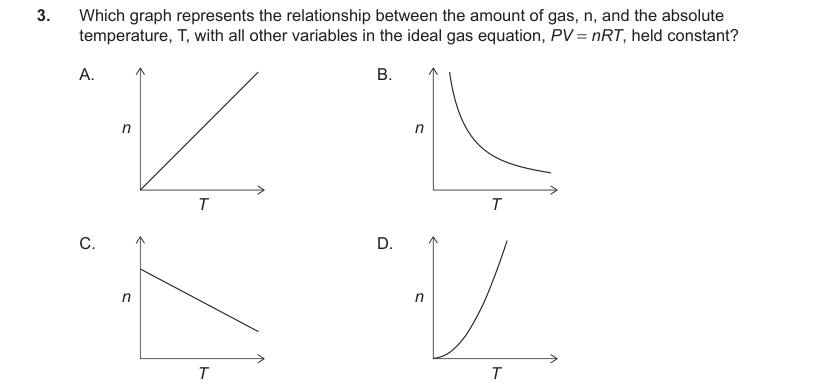 3. Which graph represents the relationship between the amount of gas, n, and the absolute
temperature, T, with all other variables in the ideal gas equation, PV = nRT, held constant?
A.
B.
n
n
T
T
C.
D.
n
n
T
T